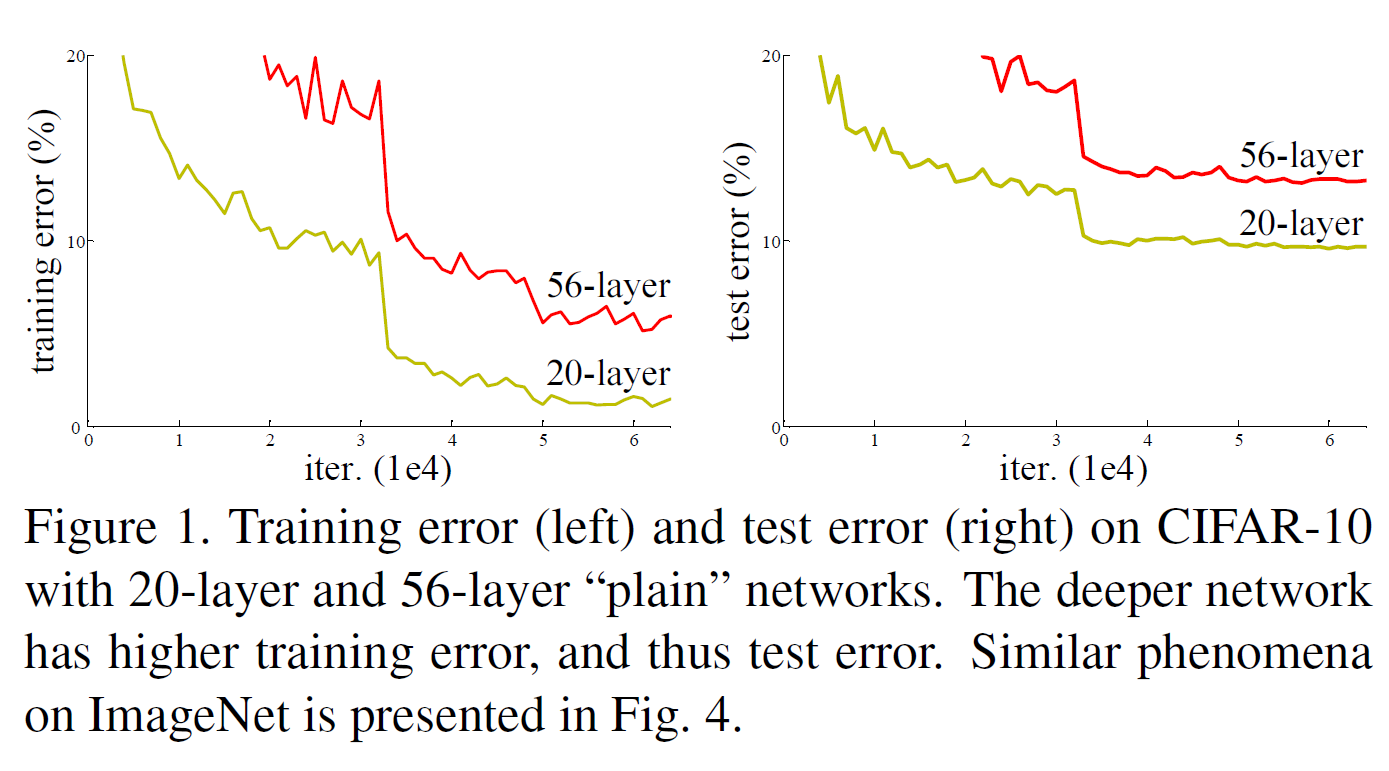 20
10
0
training error (%)
56-layer
20-layer
0 1 2 3 4 5 6
iter. (1e4)
20
10
0
test error (%)
56-layer
20-layer
0 1 2 3 4 5 6
iter. (1e4)
Figure 1. Training error (left) and test error (right) on CIFAR-10
with 20-layer and 56-layer “plain” networks. The deeper network
has higher training error, and thus test error. Similar phenomena
on ImageNet is presented in Fig. 4.